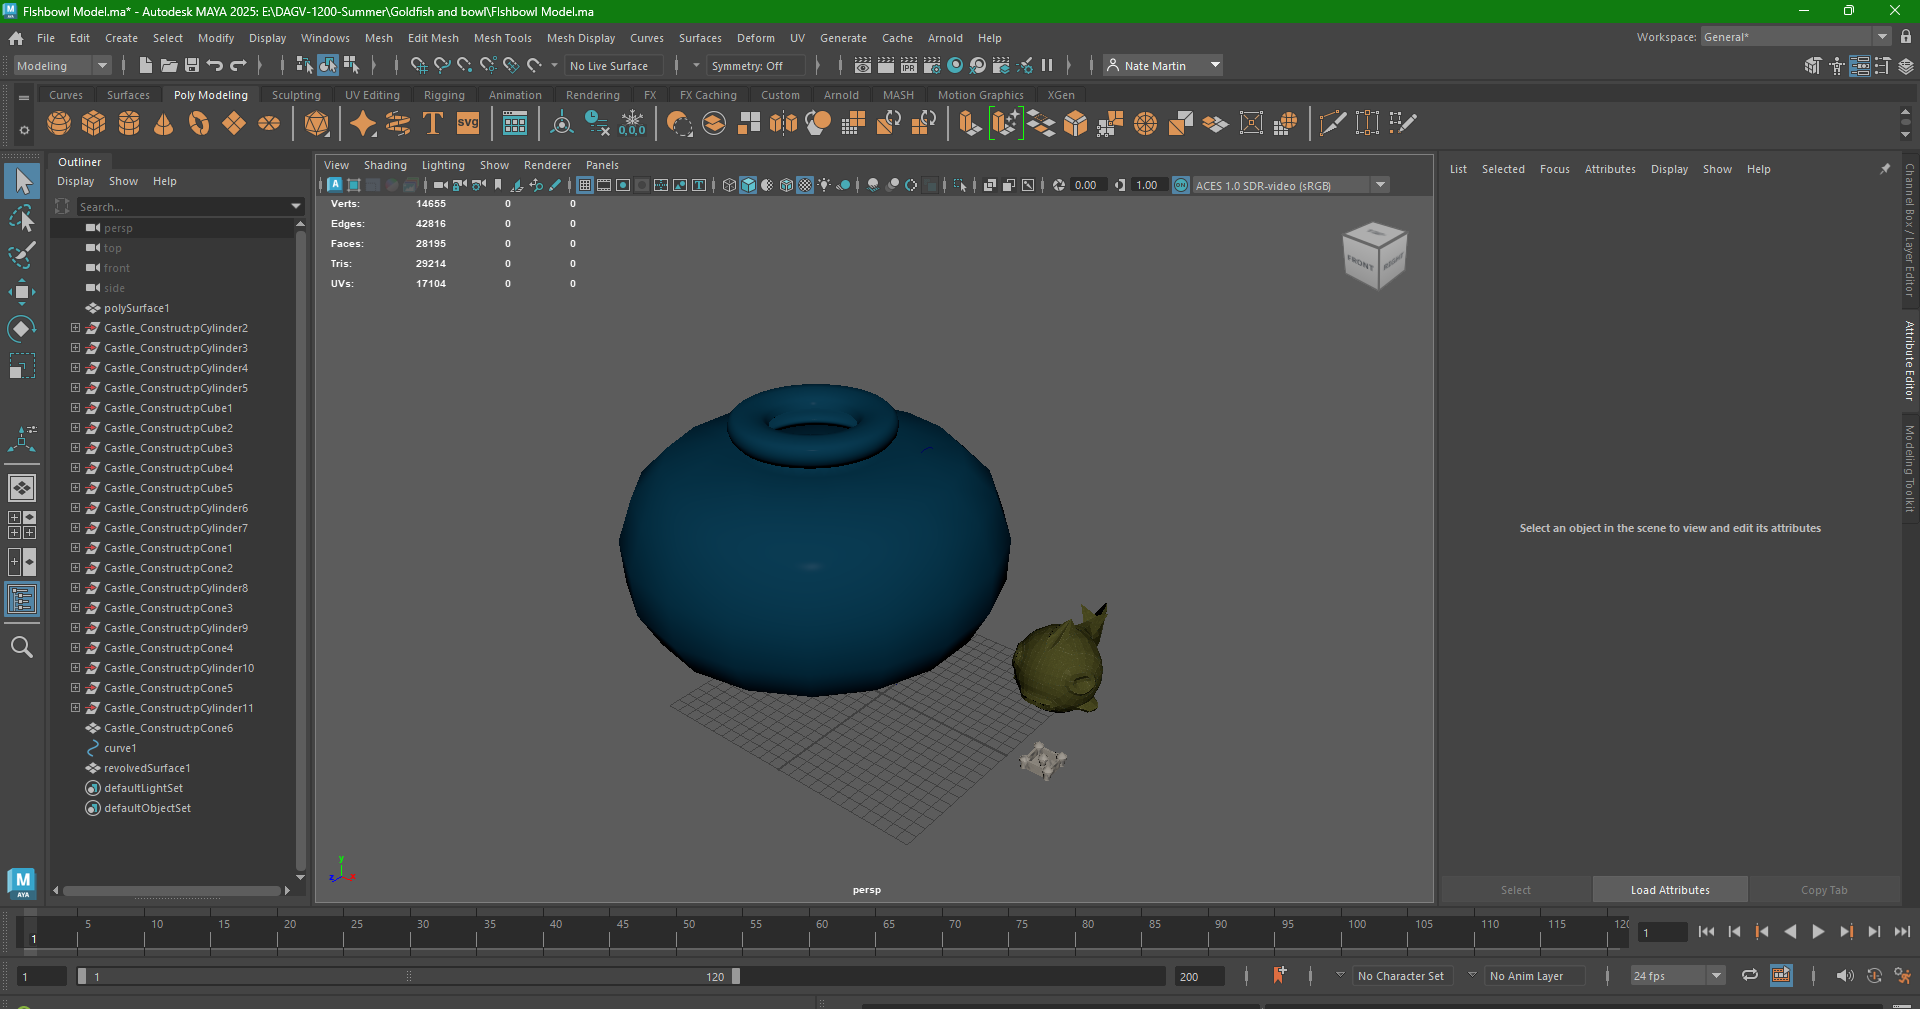 FIshbowl Model.ma* - Autodesk MAYA 2025: E:\DAGV-1200-Summer\Goldfish and bowl\FIshbowl Model.ma
File Edit Create Select Modify Display Windows Mesh Edit Mesh Mesh Tools Mesh Display Curves Surfaces Deform UV Generate Cache Arnold Help
Workspace: General*
Modeling
No Live Surface
Symmetry: Off
IPR
Nate Martin
Curves Surfaces Poly Modeling Sculpting UV Editing Rigging Animation Rendering FX FX Caching Custom Arnold MASH Motion Graphics XGen
T
SVG
0,0,0
Outliner
Display Show Help
Search...
persp
top
front
side
polySurface1
Castle_Construct:pCylinder2
Castle_Construct:pCylinder3
Castle_Construct:pCylinder4
Castle_Construct:pCylinder5
Castle_Construct:pCube1
Castle_Construct:pCube2
Castle_Construct:pCube3
Castle_Construct:pCube4
Castle_Construct:pCube5
Castle_Construct:pCylinder6
Castle_Construct:pCylinder7
Castle_Construct:pCone1
Castle_Construct:pCone2
Castle_Construct:pCylinder8
Castle_Construct:pCone3
Castle_Construct:pCylinder9
Castle_Construct:pCone4
Castle_Construct:pCylinder10
Castle_Construct:pCone5
Castle_Construct:pCylinder11
Castle_Construct:pCone6
curve1
revolvedSurface1
defaultLightSet
defaultObjectSet
M
AYA
View Shading Lighting Show Renderer Panels
0.00
1.00
ON
ACES 1.0 SDR-video (sRGB)
Verts: 14655 0 0
Edges: 42816 0 0
Faces: 28195 0 0
Tris: 29214 0 0
UVs: 17104 0 0
FRONT
RIGHT
y
z
x
persp
List Selected Focus Attributes Display Show Help
Select an object in the scene to view and edit its attributes
Select
Load Attributes
Copy Tab
Channel Box / Layer Editor
Attribute Editor
Modeling Toolkit
1 5 10 15 20 25 30 35 40 45 50 55 60 65 70 75 80 85 90 95 100 105 110 115 120
1
1
1
120
200
No Character Set
No Anim Layer
24 fps